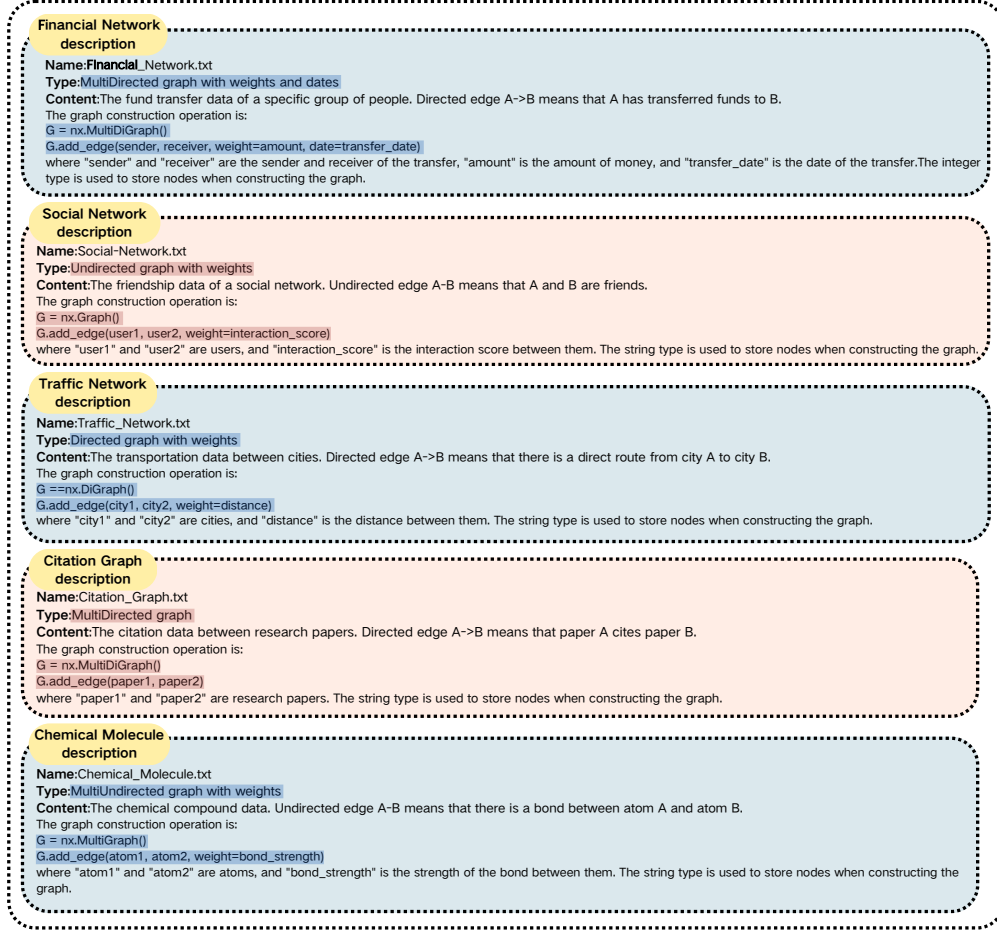 Financial Network
description
Name:FInancial_Network.txt
Type:MultiDirected graph with weights and dates
Content:The fund transfer data of a specific group of people. Directed edge A->B means that A has transferred funds to B.
The graph construction operation is:
G = nx.MultiDiGraph()
G.add_edge(sender, receiver, weight=amount, date=transfer_date)
where "sender" and "receiver" are the sender and receiver of the transfer, "amount" is the amount of money, and "transfer_date" is the date of the transfer.The integer
type is used to store nodes when constructing the graph.
Social Network
description
Name:Social-Network.txt
Type:Undirected graph with weights
Content:The friendship data of a social network. Undirected edge A-B means that A and B are friends.
The graph construction operation is:
G = nx.Graph()
G.add_edge(user1, user2, weight=interaction_score)
where "user1" and "user2" are users, and "interaction_score" is the interaction score between them. The string type is used to store nodes when constructing the graph.
Traffic Network
description
Name:Traffic_Network.txt
Type:Directed graph with weights
Content:The transportation data between cities. Directed edge A->B means that there is a direct route from city A to city B.
The graph construction operation is:
G ==nx.DiGraph()
G.add_edge(city1, city2, weight=distance)
where "city1" and "city2" are cities, and "distance" is the distance between them. The string type is used to store nodes when constructing the graph.
Citation Graph
description
Name:Citation_Graph.txt
Type:MultiDirected graph
Content:The citation data between research papers. Directed edge A->B means that paper A cites paper B.
The graph construction operation is:
G = nx.MultiDiGraph()
G.add_edge(paper1, paper2)
where "paper1" and "paper2" are research papers. The string type is used to store nodes when constructing the graph.
Chemical Molecule
description
Name:Chemical_Molecule.txt
Type:MultiUndirected graph with weights
Content:The chemical compound data. Undirected edge A-B means that there is a bond between atom A and atom B.
The graph construction operation is:
G = nx.MultiGraph()
G.add_edge(atom1, atom2, weight=bond_strength)
where "atom1" and "atom2" are atoms, and "bond_strength" is the strength of the bond between them. The string type is used to store nodes when constructing the
graph.